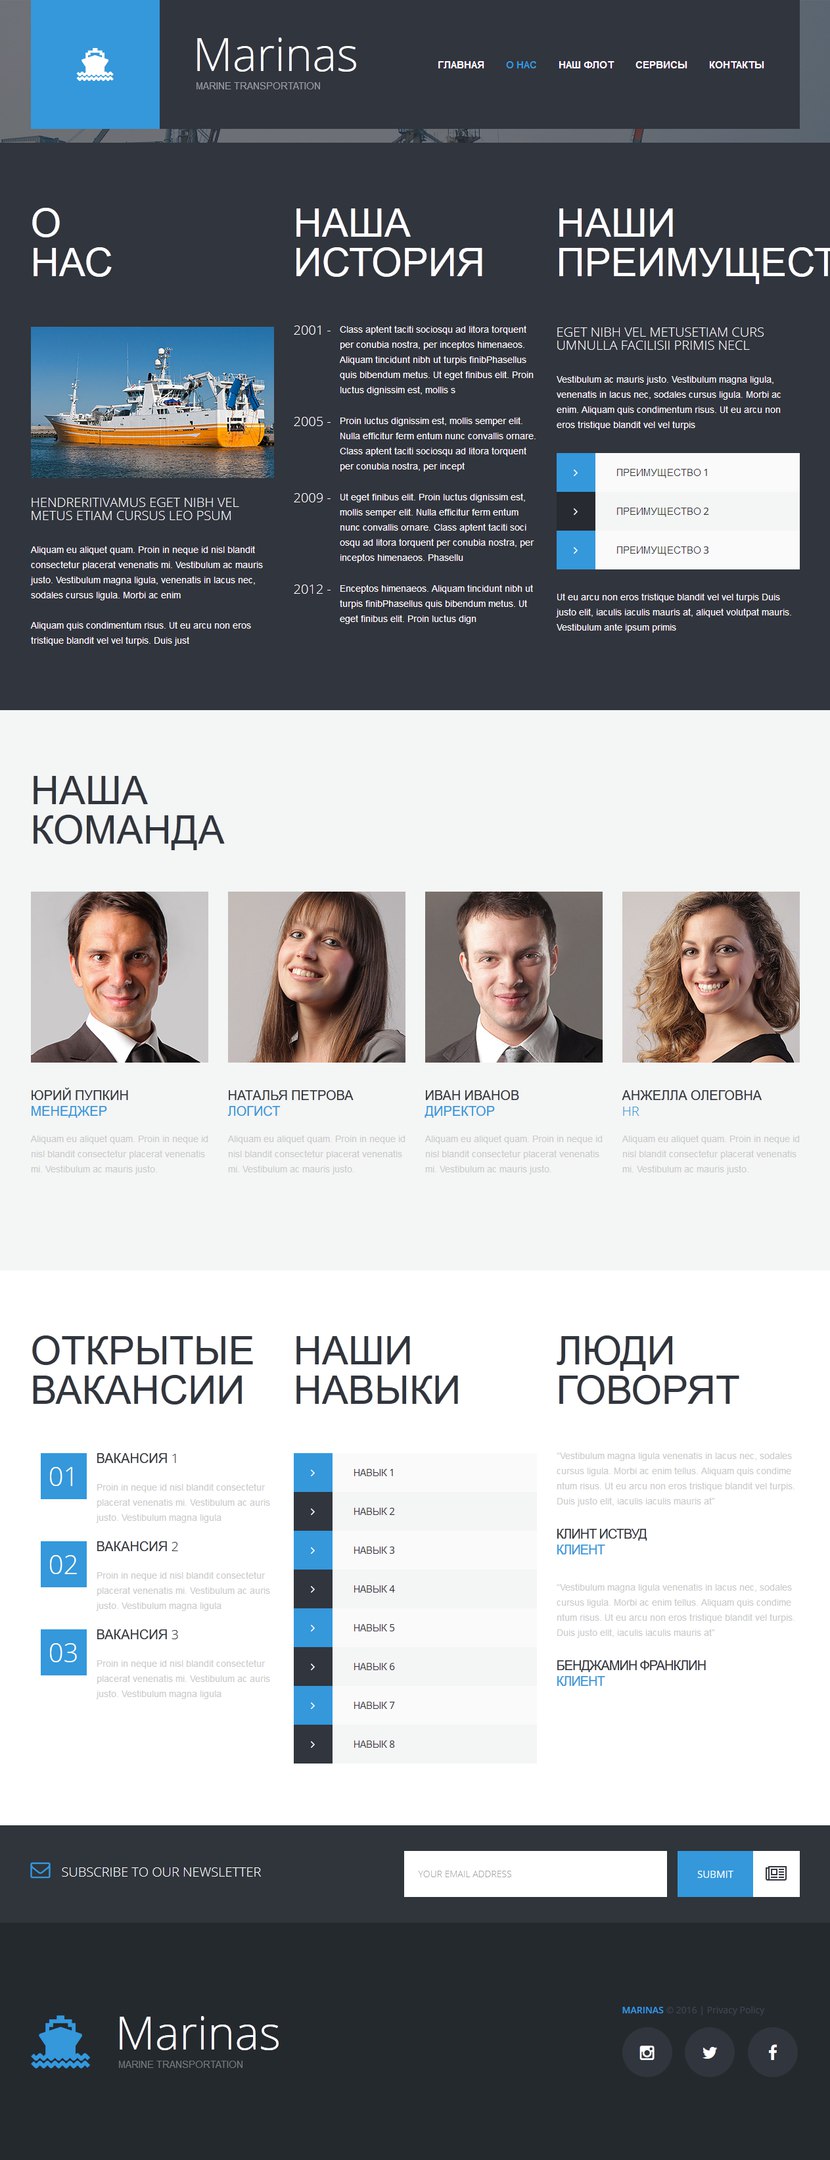 Marinas
MARINE TRANSPORTATION
ГЛАВНАЯ
О НАС
НАШ ФЛОТ
СЕРВИСЫ
КОНТАКТЫ
О
НАС
HENDRERITIVAMUS EGET NIBH VEL
METUS ETIAM CURSUS LEO PSUM
Aliquam eu aliquet quam. Proin in neque id nisl blandit
consectetur placerat venenatis mi. Vestibulum ac mauris
justo. Vestibulum magna ligula, venenatis in lacus nec,
sodales cursus ligula. Morbi ac enim
Aliquam quis condimentum risus. Ut eu arcu non eros
tristique blandit vel vel turpis. Duis just
НАША
ИСТОРИЯ
2001 - Class aptent taciti sociosqu ad litora torquent
per conubia nostra, per inceptos himenaeos.
Aliquam tincidunt nibh ut turpis finibPhasellus
quis bibendum metus. Ut eget finibus elit. Proin
luctus dignissim est, mollis s
2005 - Proin luctus dignissim est, mollis semper elit.
Nulla efficitur ferm entum nunc convallis ornare.
Class aptent taciti sociosqu ad litora torquent
per conubia nostra, per incept
2009 - Ut eget finibus elit. Proin luctus dignissim est,
mollis semper elit. Nulla efficitur ferm entum
nunc convallis ornare. Class aptent taciti soci
osqu ad litora torquent per conubia nostra, per
inceptos himenaeos. Phasellu
2012 - Enceptos himenaeos. Aliquam tincidunt nibh ut
turpis finibPhasellus quis bibendum metus. Ut
eget finibus elit. Proin luctus dign
НАШИ
ПРЕИМУЩЕСТ
EGET NIBH VEL METUSETIAM CURS
UMNULLA FACILISII PRIMIS NECL
Vestibulum ac mauris justo. Vestibulum magna ligula,
venenatis in lacus nec, sodales cursus ligula. Morbi ac
enim. Aliquam quis condimentum risus. Ut eu arcu non
eros tristique blandit vel vel turpis
ПРЕИМУЩЕСТВО 1
ПРЕИМУЩЕСТВО 2
ПРЕИМУЩЕСТВО 3
Ut eu arcu non eros tristique blandit vel vel turpis Duis
justo elit, iaculis iaculis mauris at, aliquet volutpat mauris.
Vestibulum ante ipsum primis
НАША
КОМАНДА
ЮРИЙ ПУПКИН
МЕНЕДЖЕР
Aliquam eu aliquet quam. Proin in neque id
nisl blandit consectetur placerat venenatis
mi. Vestibulum ac mauris justo.
НАТАЛЬЯ ПЕТРОВА
ЛОГИСТ
Aliquam eu aliquet quam. Proin in neque id
nisl blandit consectetur placerat venenatis
mi. Vestibulum ac mauris justo.
ИВАН ИВАНОВ
ДИРЕКТОР
Aliquam eu aliquet quam. Proin in neque id
nisl blandit consectetur placerat venenatis
mi. Vestibulum ac mauris justo.
АНЖЕЛЛА ОЛЕГОВНА
HR
Aliquam eu aliquet quam. Proin in neque id
nisl blandit consectetur placerat venenatis
mi. Vestibulum ac mauris justo.
ОТКРЫТЫЕ
ВАКАНСИИ
01
ВАКАНСИЯ 1
Proin in neque id nisl blandit consectetur
placerat venenatis mi. Vestibulum ac auris
justo. Vestibulum magna ligula
02
ВАКАНСИЯ 2
Proin in neque id nisl blandit consectetur
placerat venenatis mi. Vestibulum ac auris
justo. Vestibulum magna ligula
03
ВАКАНСИЯ 3
Proin in neque id nisl blandit consectetur
placerat venenatis mi. Vestibulum ac auris
justo. Vestibulum magna ligula
НАШИ
НАВЫКИ
НАВЫК 1
НАВЫК 2
НАВЫК 3
НАВЫК 4
НАВЫК 5
НАВЫК 6
НАВЫК 7
НАВЫК 8
ЛЮДИ
ГОВОРЯТ
"Vestibulum magna ligula venenatis in lacus nec, sodales
cursus ligula. Morbi ac enim tellus. Aliquam quis condime
ntum risus. Ut eu arcu non eros tristique blandit vel turpis.
Duis justo elit, iaculis iaculis mauris at"
КЛИНТ ИСТВУД
КЛИЕНТ
"Vestibulum magna ligula venenatis in lacus nec, sodales
cursus ligula. Morbi ac enim tellus. Aliquam quis condime
ntum risus. Ut eu arcu non eros tristique blandit vel turpis.
Duis justo elit, iaculis iaculis mauris at"
БЕНДЖАМИН ФРАНКЛИН
КЛИЕНТ
SUBSCRIBE TO OUR NEWSLETTER
YOUR EMAIL ADDRESS
SUBMIT
Marinas
MARINE TRANSPORTATION
MARINAS © 2016 | Privacy Policy